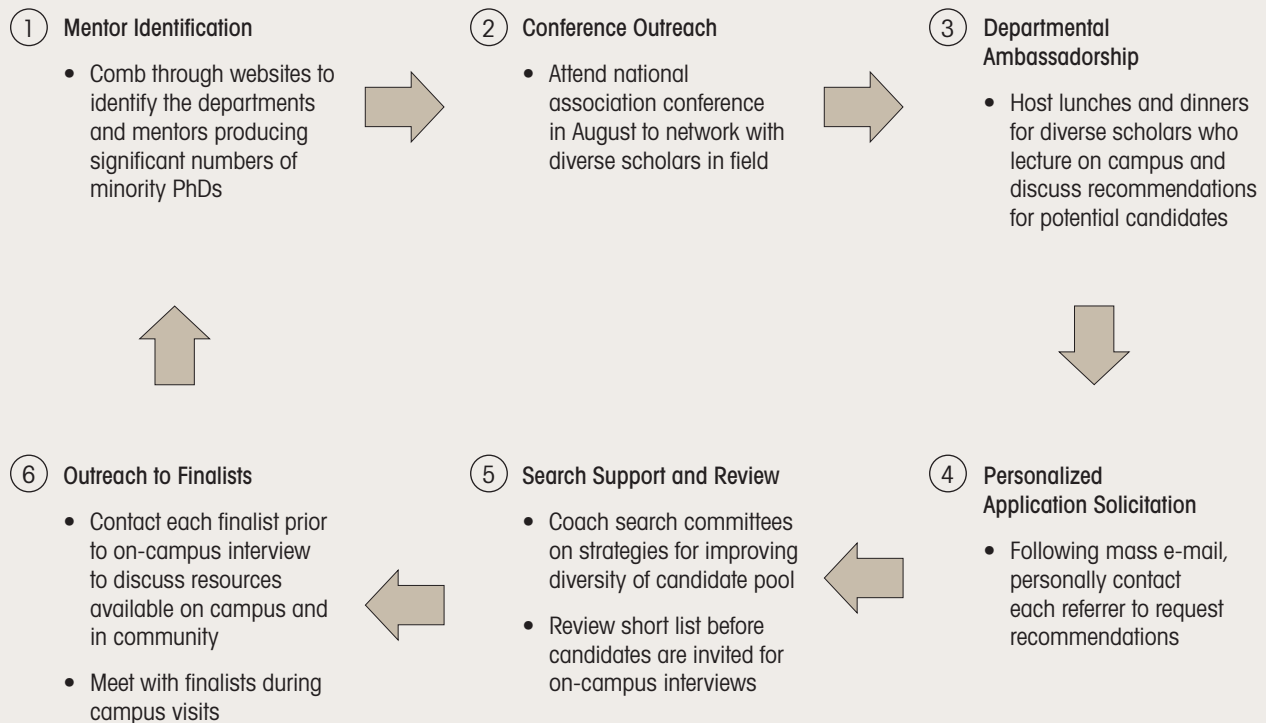 1 Mentor Identification
• Comb through websites to
identify the departments
and mentors producing
significant numbers of
minority PhDs
2 Conference Outreach
• Attend national
association conference
in August to network with
diverse scholars in field
3 Departmental
Ambassadorship
• Host lunches and dinners
for diverse scholars who
lecture on campus and
discuss recommendations
for potential candidates
4 Personalized
Application Solicitation
• Following mass e-mail,
personally contact
each referrer to request
recommendations
5 Search Support and Review
• Coach search committees
on strategies for improving
diversity of candidate pool
• Review short list before
candidates are invited for
on-campus interviews
6 Outreach to Finalists
• Contact each finalist prior
to on-campus interview
to discuss resources
available on campus and
in community
• Meet with finalists during
campus visits